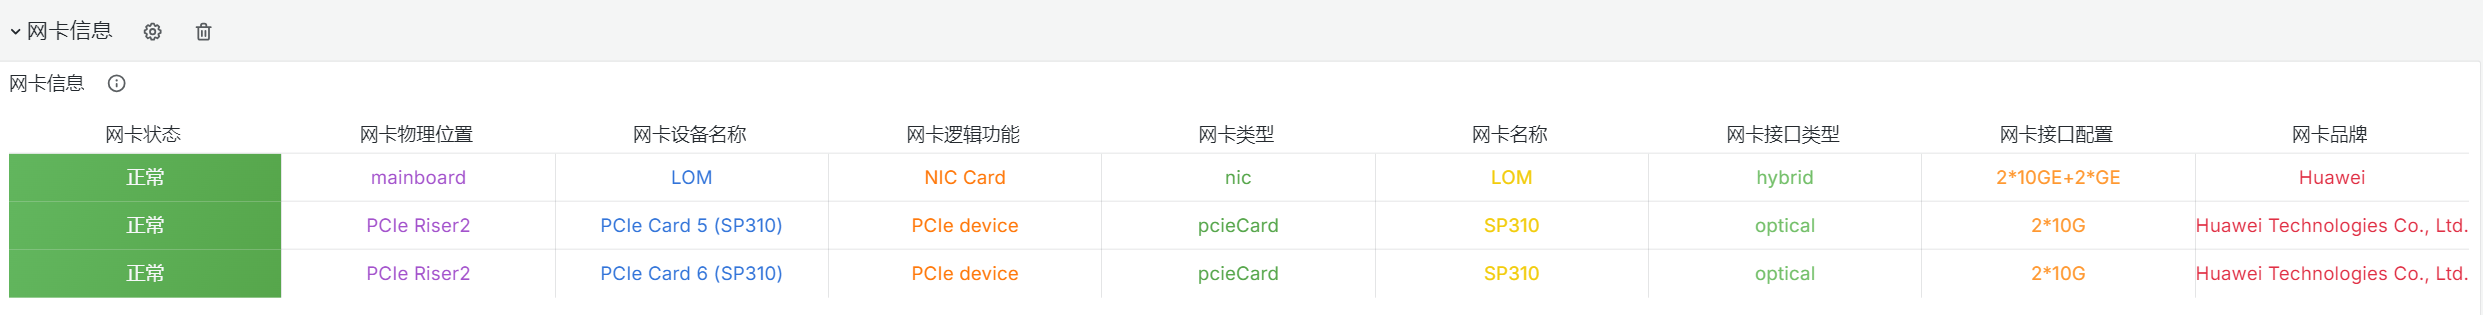 网卡信息
网卡信息
网卡状态 网卡物理位置 网卡设备名称 网卡逻辑功能 网卡类型 网卡名称 网卡接口类型 网卡接口配置 网卡品牌
正常 mainboard LOM NIC Card nic LOM hybrid 2*10GE+2*GE Huawei
正常 PCIe Riser2 PCIe Card 5 (SP310) PCIe device pcieCard SP310 optical 2*10G Huawei Technologies Co., Ltd.
正常 PCIe Riser2 PCIe Card 6 (SP310) PCIe device pcieCard SP310 optical 2*10G Huawei Technologies Co., Ltd.